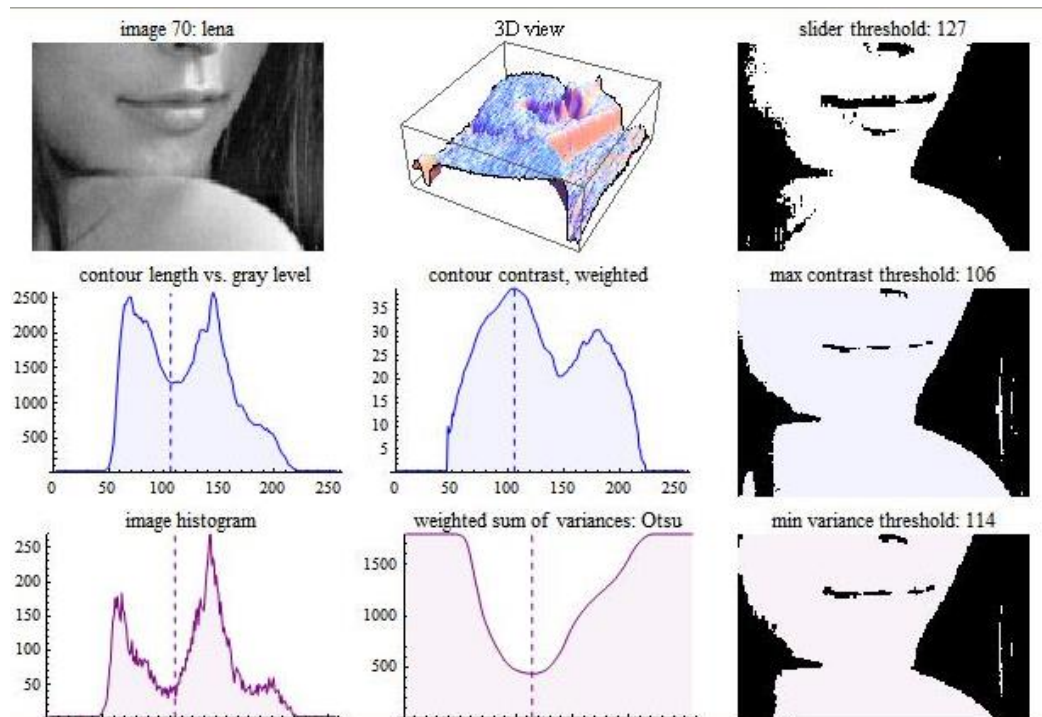 image 70: lena
3D view
slider threshold: 127
contour length vs. gray level
2500
2000
1500
1000
500
0 50 100 150 200 250
contour contrast, weighted
35
30
25
20
15
10
5
0 50 100 150 200 250
max contrast threshold: 106
image histogram
250
200
150
100
50
weighted sum of variances: Otsu
1500
1000
500
min variance threshold: 114